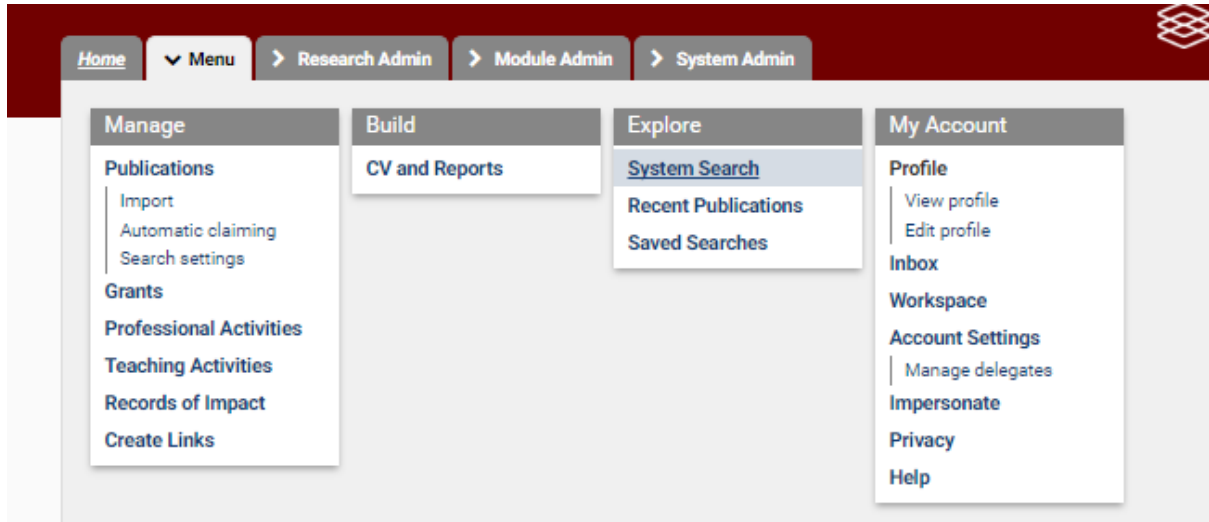 Home
Menu
Research Admin
Module Admin
System Admin
Manage
Publications
Import
Automatic claiming
Search settings
Grants
Professional Activities
Teaching Activities
Records of Impact
Create Links
Build
CV and Reports
Explore
System Search
Recent Publications
Saved Searches
My Account
Profile
View profile
Edit profile
Inbox
Workspace
Account Settings
Manage delegates
Impersonate
Privacy
Help